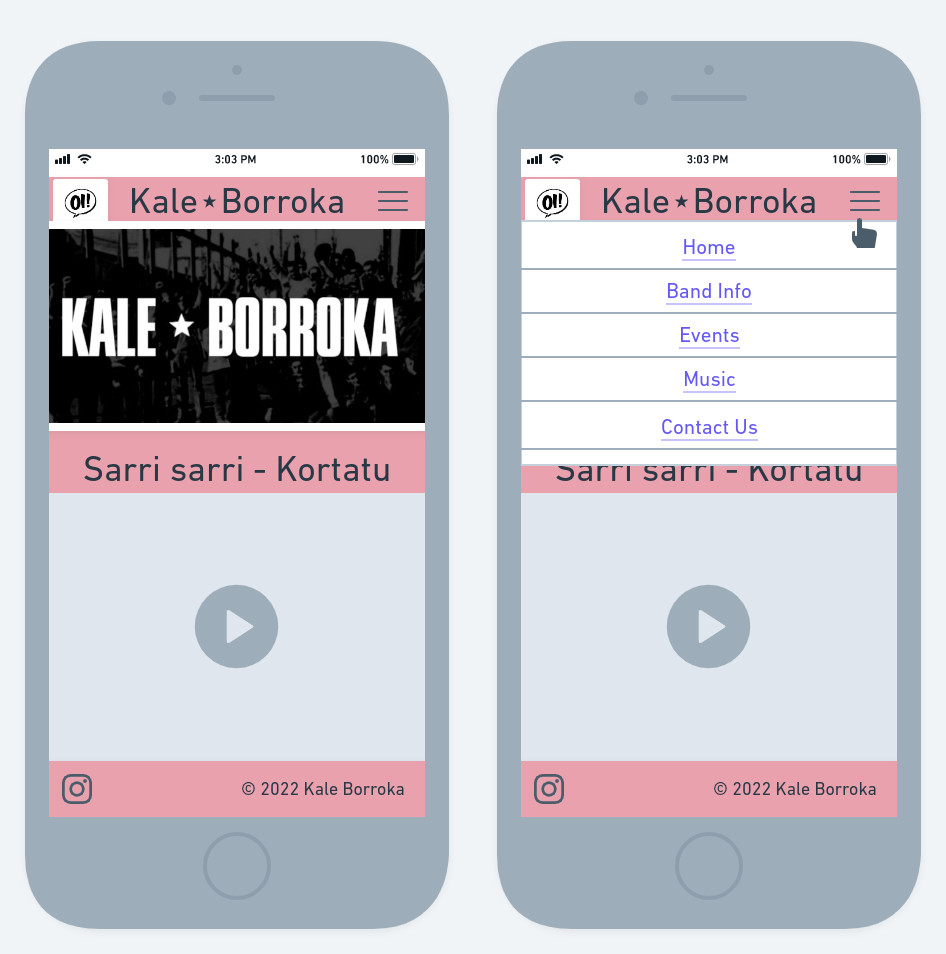 3:03 PM
100%
OI!!
Kale ★ Borroka
KALE ★ BORROKA
Sarri sarri - Kortatu
© 2022 Kale Borroka
3:03 PM
100%
OI!!
Kale ★ Borroka
Home
Band Info
Events
Music
Contact Us
Sarri sarri - Kortatu
© 2022 Kale Borroka